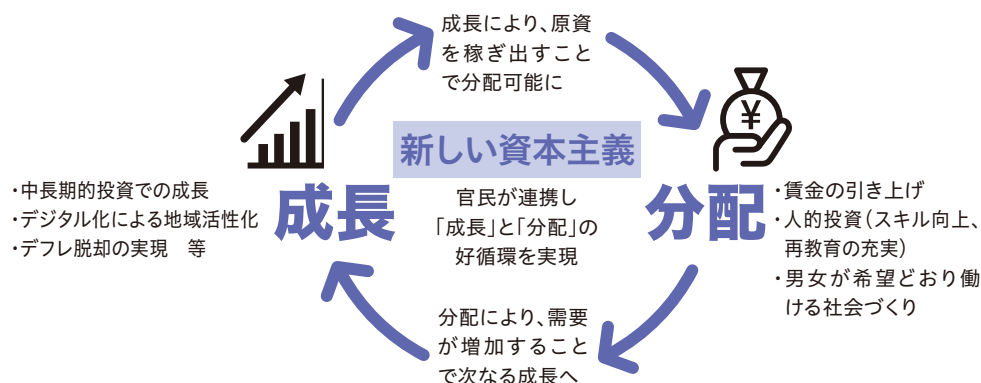 成長により、原資
を稼ぎ出すこと
で分配可能に
¥
新しい資本主義
官民が連携し
「成長」と「分配」の
好循環を実現
成長
・中長期的投資での成長
・デジタル化による地域活性化
・デフレ脱却の実現　等
分配
・賃金の引き上げ
・人的投資（スキル向上、
再教育の充実）
・男女が希望どおり働
ける社会づくり
分配により、需要
が増加すること
で次なる成長へ